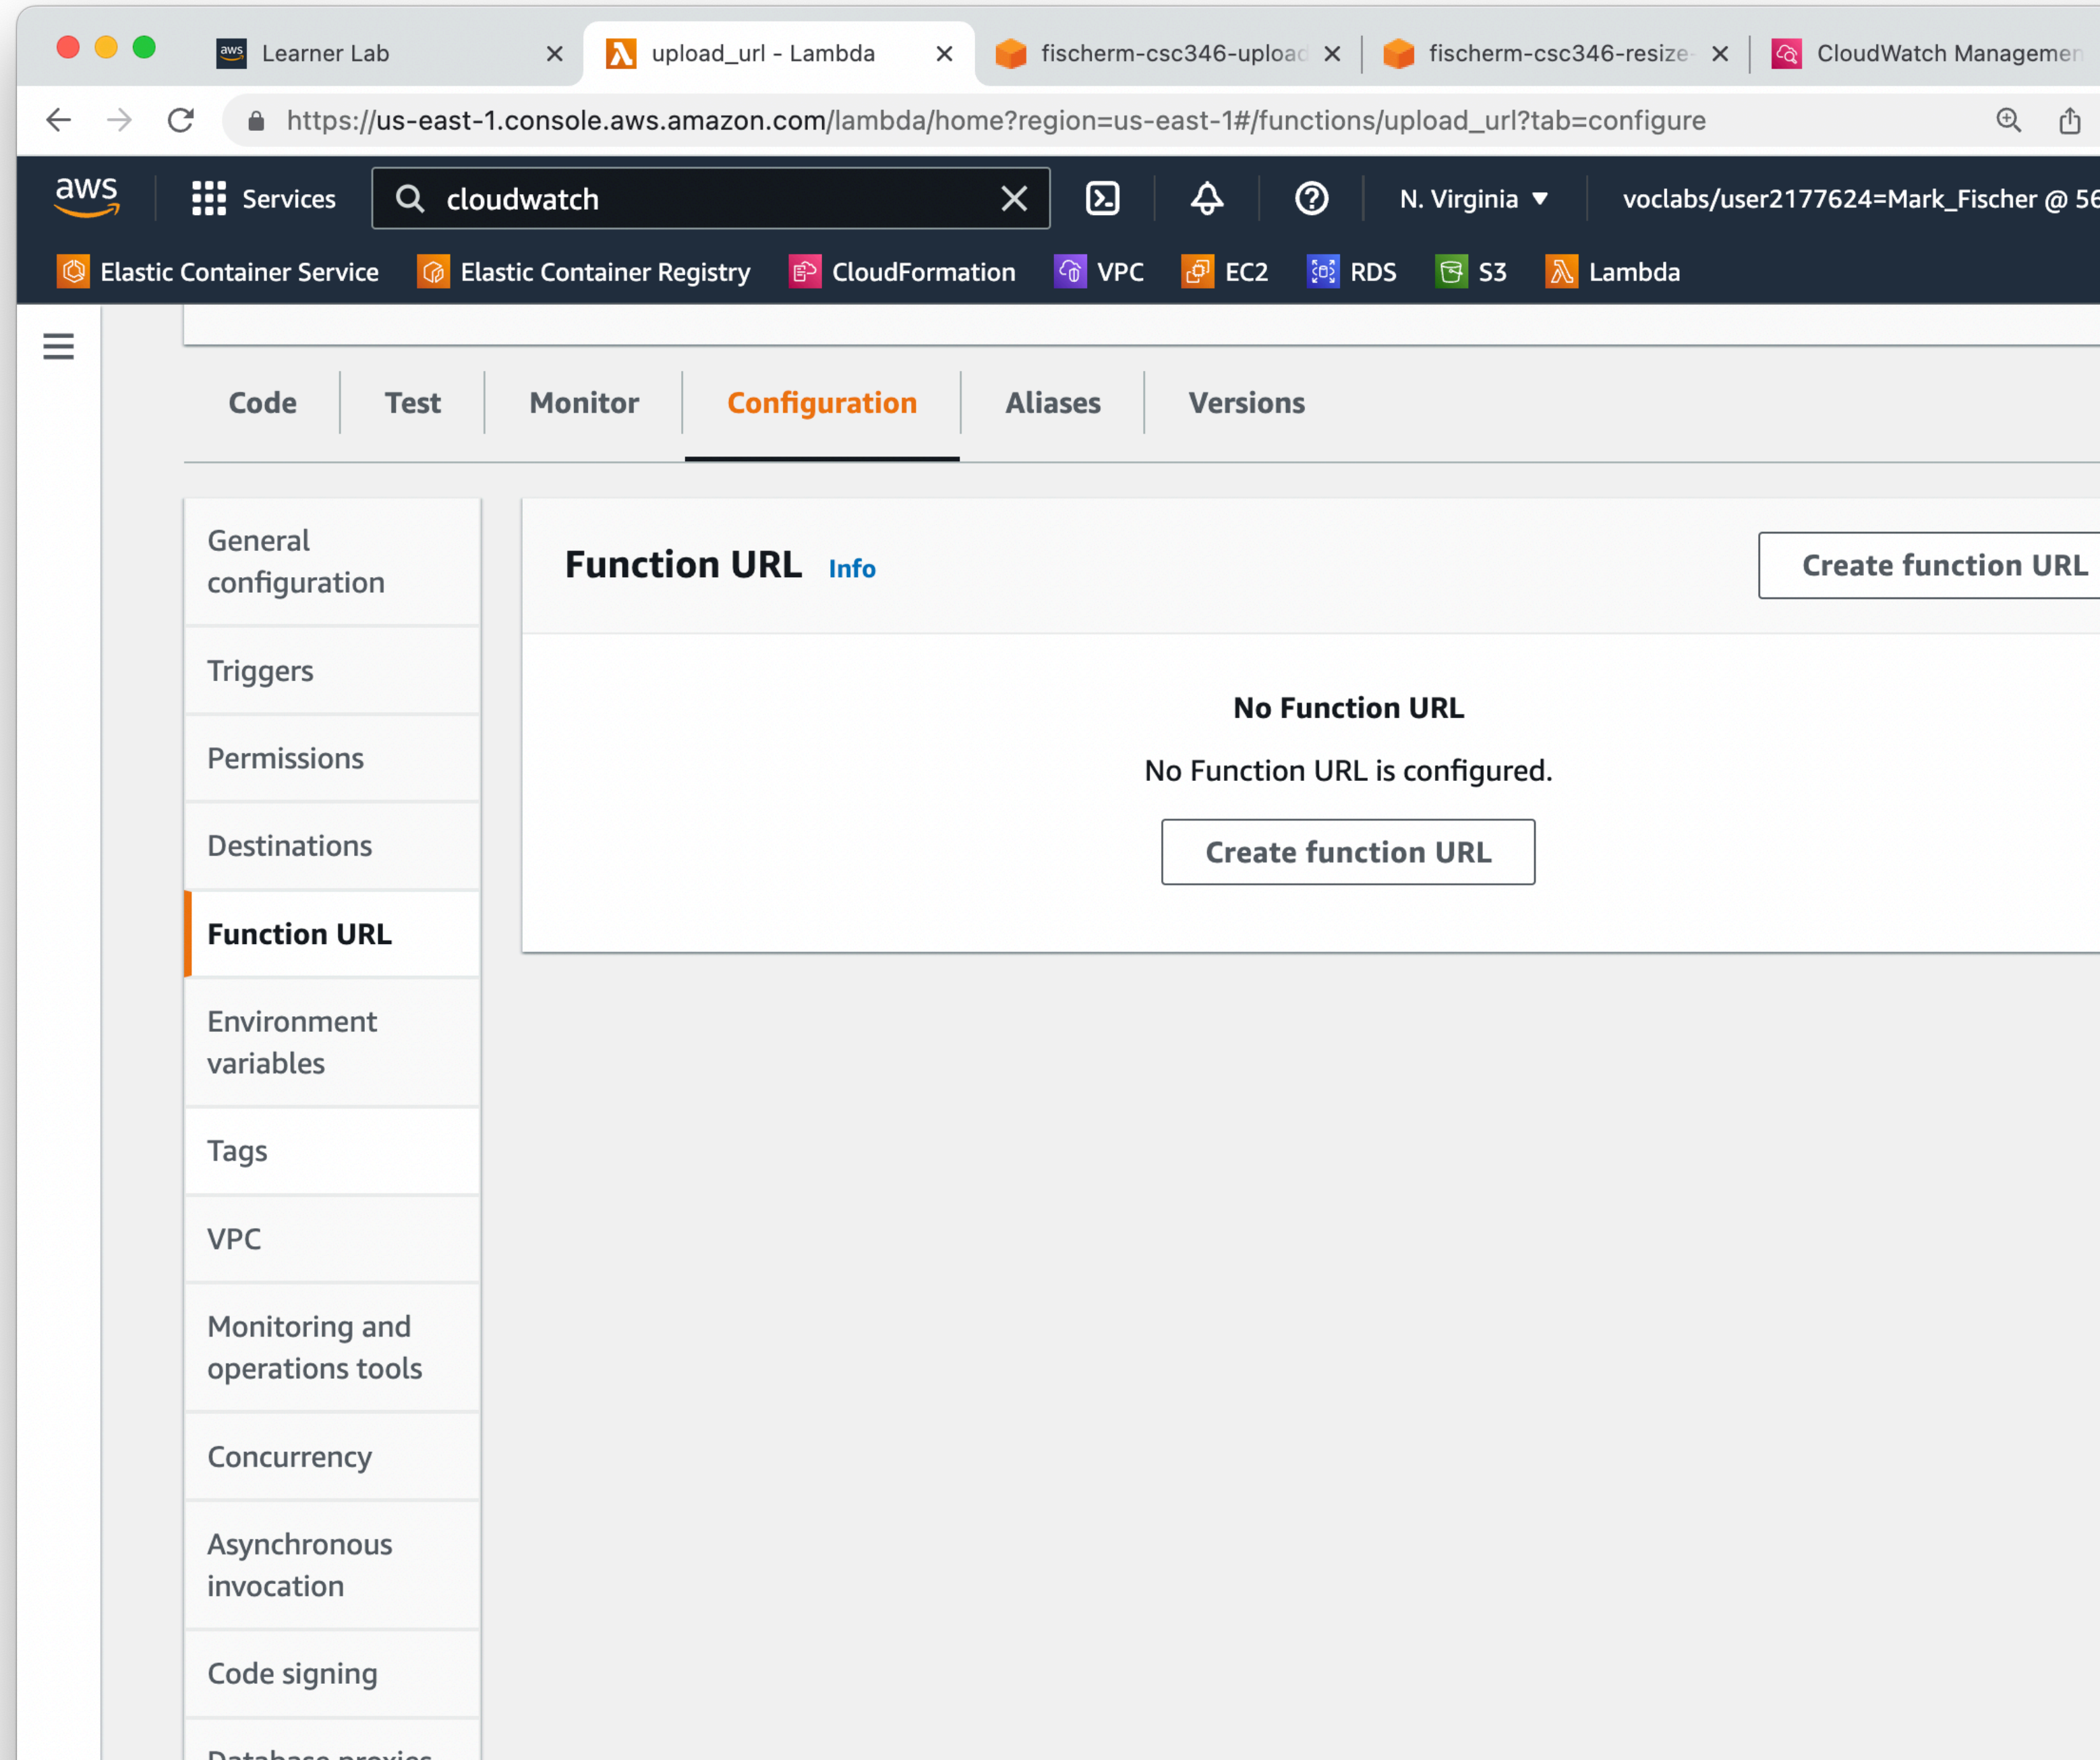 Learner Lab
upload_url - Lambda
fischerm-csc346-upload
fischerm-csc346-resize-
CloudWatch Managemen
https://us-east-1.console.aws.amazon.com/lambda/home?region=us-east-1#/functions/upload_url?tab=configure
aws
Services
cloudwatch
N. Virginia
voclabs/user2177624=Mark_Fischer @ 56
Elastic Container Service
Elastic Container Registry
CloudFormation
VPC
EC2
RDS
S3
Lambda
Code
Test
Monitor
Configuration
Aliases
Versions
General
configuration
Triggers
Permissions
Destinations
Function URL
Environment
variables
Tags
VPC
Monitoring and
operations tools
Concurrency
Asynchronous
invocation
Code signing
Database proxies
Function URL Info
Create function URL
No Function URL
No Function URL is configured.
Create function URL